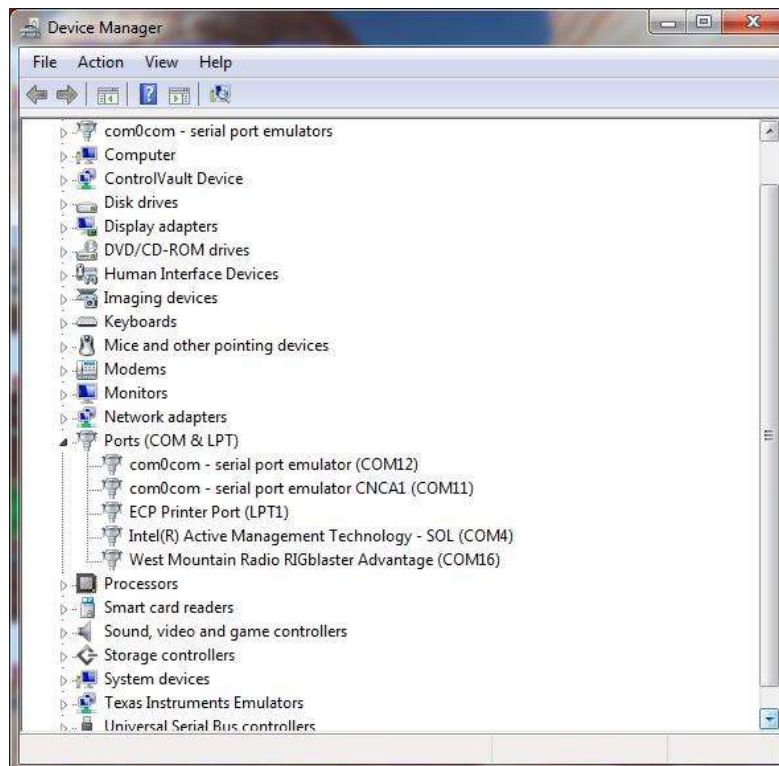 Device Manager
File Action View Help
com0com - serial port emulators
Computer
ControlVault Device
Disk drives
Display adapters
DVD/CD-ROM drives
Human Interface Devices
Imaging devices
Keyboards
Mice and other pointing devices
Modems
Monitors
Network adapters
Ports (COM & LPT)
com0com - serial port emulator (COM12)
com0com - serial port emulator CNCA1 (COM11)
ECP Printer Port (LPT1)
Intel(R) Active Management Technology - SOL (COM4)
West Mountain Radio RIGblaster Advantage (COM16)
Processors
Smart card readers
Sound, video and game controllers
Storage controllers
System devices
Texas Instruments Emulators
Universal Serial Bus controllers